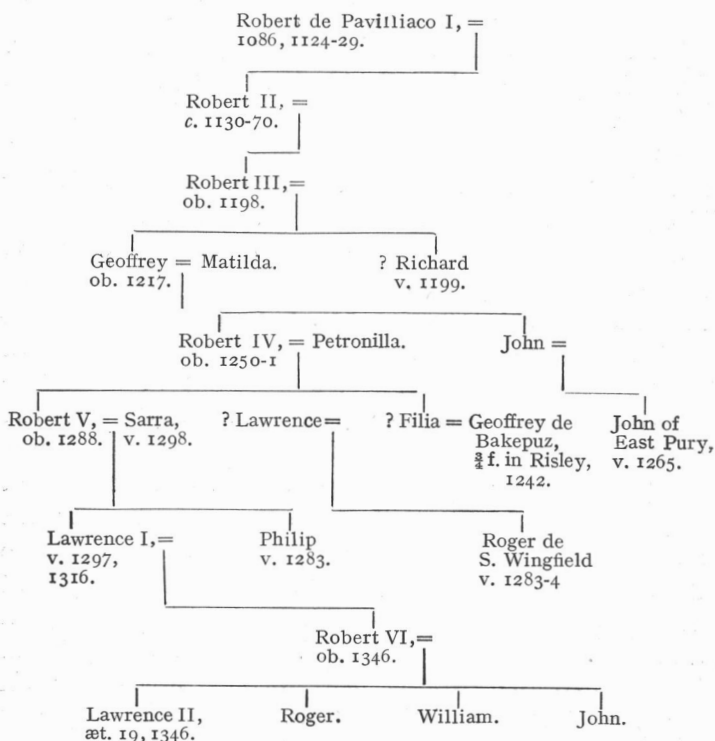 Robert de Pavilliaco I, =
1086, 1124-29.
Robert II, =
c. 1130-70.
Robert III, =
ob. 1198.
Geoffrey = Matilda.
ob. 1217.
? Richard
v. 1199.
Robert IV, = Petronilla.
ob. 1250-1
John =
Robert V, = Sarra,
ob. 1288. v. 1298.
? Lawrence =
? Filia = Geoffrey de
Bakepuz,
¾ f. in Risley,
1242.
John of
East Pury,
v. 1265.
Lawrence I, =
v. 1297,
1316.
Philip
v. 1283.
Roger de
S. Wingfield
v. 1283-4
Robert VI, =
ob. 1346.
Lawrence II,
æt. 19, 1346.
Roger.
William.
John.